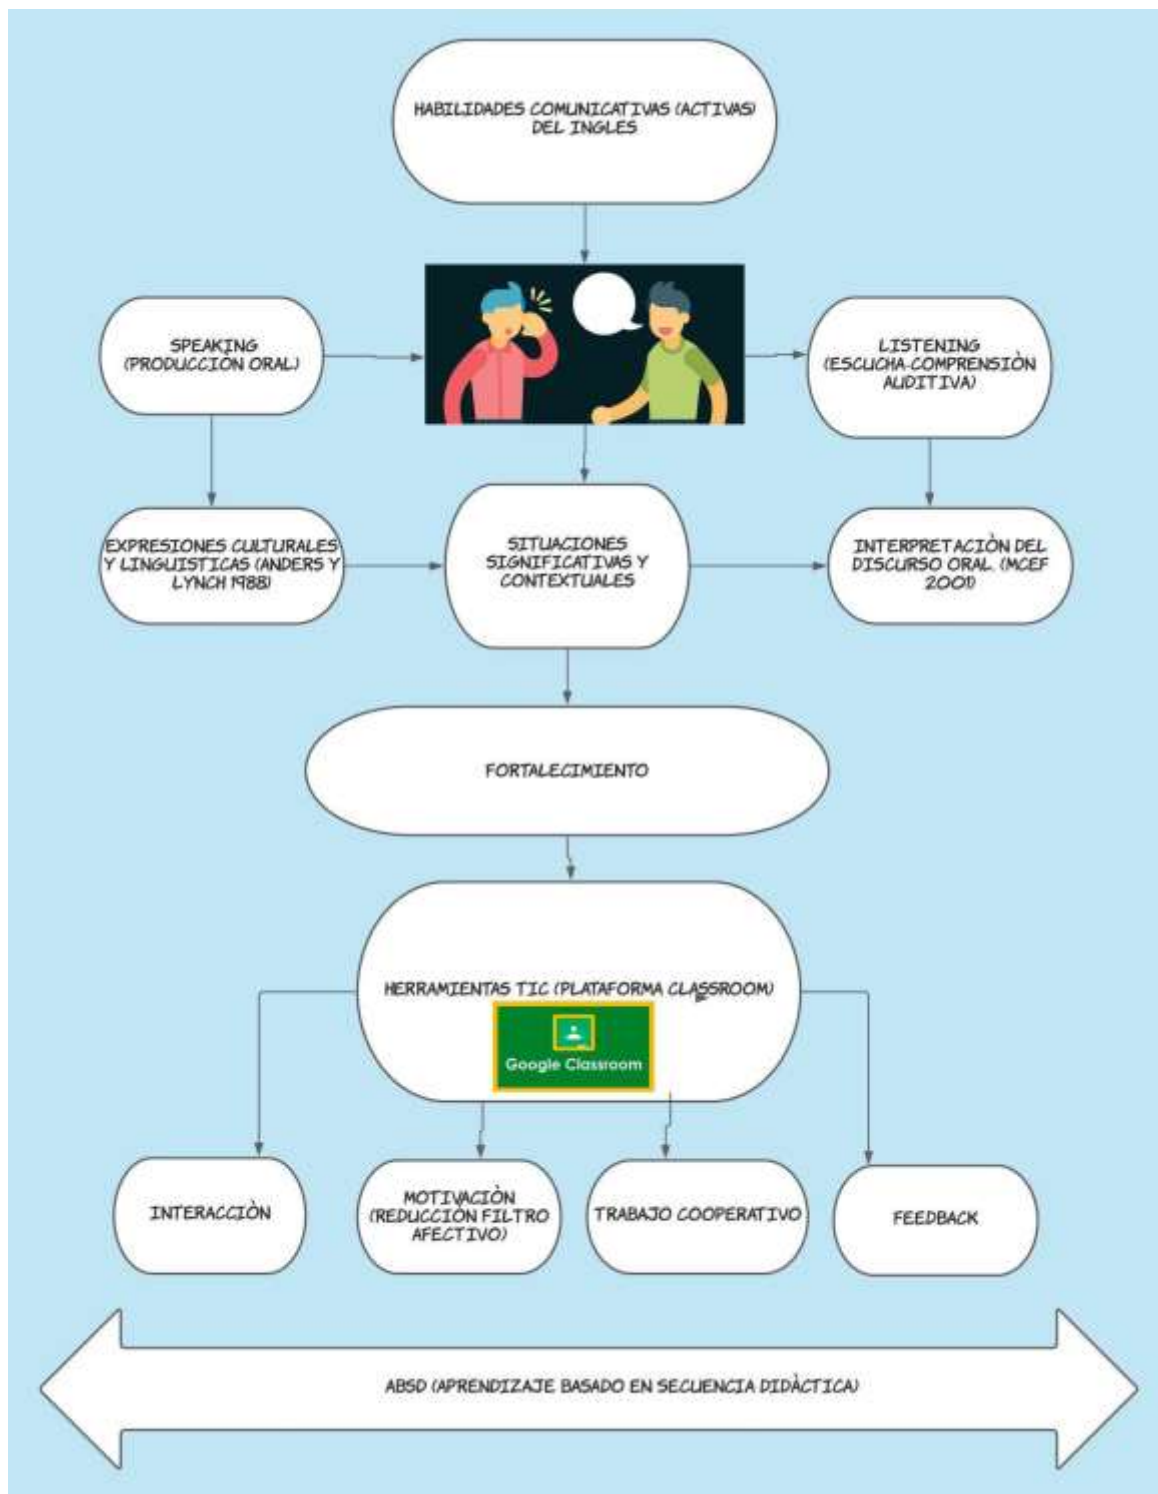 HABILIDADES COMUNICATIVAS (ACTIVAS)
DEL INGLES
SPEAKING
(PRODUCCIÒN ORAL)
LISTENING
(ESCUCHA-COMPRENSIÒN
AUDITIVA)
EXPRESIONES CULTURALES
Y LINGUISTICAS (ANDERS Y
LYNCH 1988)
SITUACIONES
SIGNIFICATIVAS Y
CONTEXTUALES
INTERPRETACIÒN DEL
DISCURSO ORAL. (MCEF
2001)
FORTALECIMIENTO
HERRAMIENTAS TIC (PLATAFORMA CLASSROOM)
Google Classroom
INTERACCIÒN
MOTIVACIÒN
(REDUCCIÓN FILTRO
AFECTIVO)
TRABAJO COOPERATIVO
FEEDBACK
ABSD (APRENDIZAJE BASADO EN SECUENCIA DIDÀCTICA)